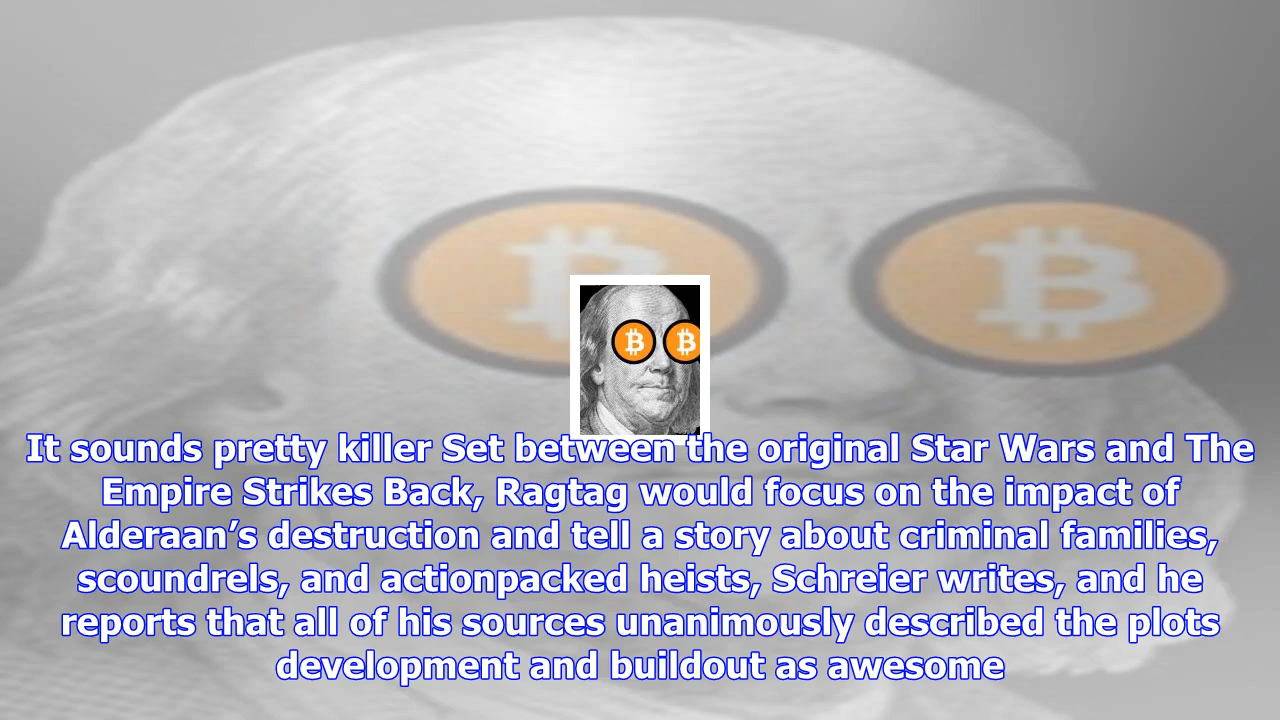 It sounds pretty killer Set between the original Star Wars and The
Empire Strikes Back, Ragtag would focus on the impact of
Alderaan’s destruction and tell a story about criminal families,
scoundrels, and actionpacked heists, Schreier writes, and he
reports that all of his sources unanimously described the plots
development and buildout as awesome